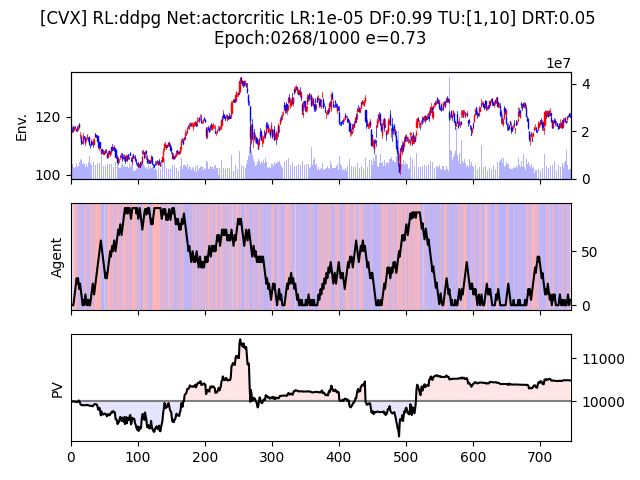 [CVX] RL:ddpg Net:actorcritic LR:1e-05 DF:0.99 TU:[1,10] DRT:0.05
Epoch:0268/1000 e=0.73
1e7
Env.
120
100
4
2
0
Agent
50
0
PV
11000
10000
0 100 200 300 400 500 600 700